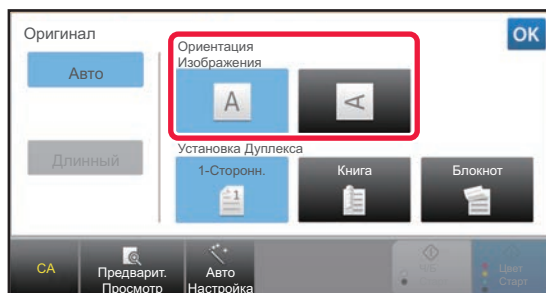 Оригинал
OK
Ориентация
Изображения
Авто
A
A
Длинный
Установка Дуплекса
1-Сторонн.
1
Книга
Блокнот
CA
Предварит.
Просмотр
Авто
Настройка
Ч/Б
Цвет
Старт